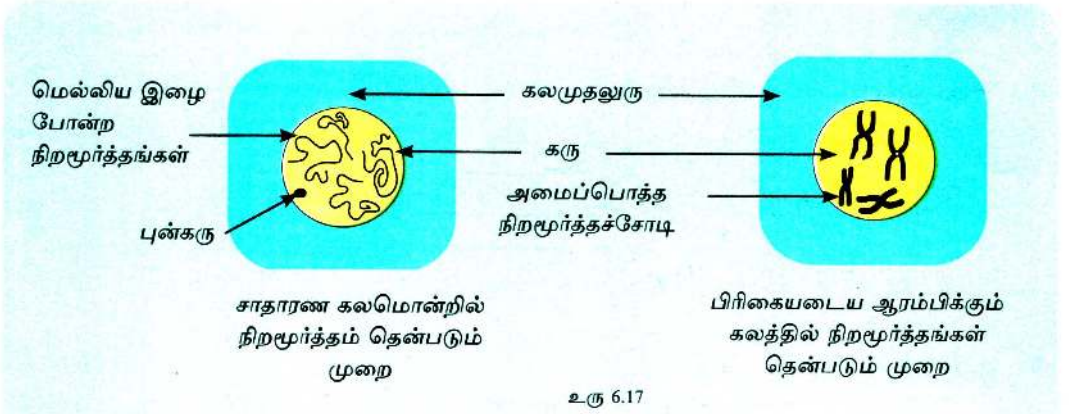 மெல்லிய இழை
போன்ற
நிறமூர்த்தங்கள்
புன்கரு
கலமுதலுரு
கரு
அமைப்பொத்த
நிறமூர்த்தச்சோடி
சாதாரண கலமொன்றில்
நிறமூர்த்தம் தென்படும்
முறை
பிரிகையடைய ஆரம்பிக்கும்
கலத்தில் நிறமூர்த்தங்கள்
தென்படும் முறை
உரு 6.17